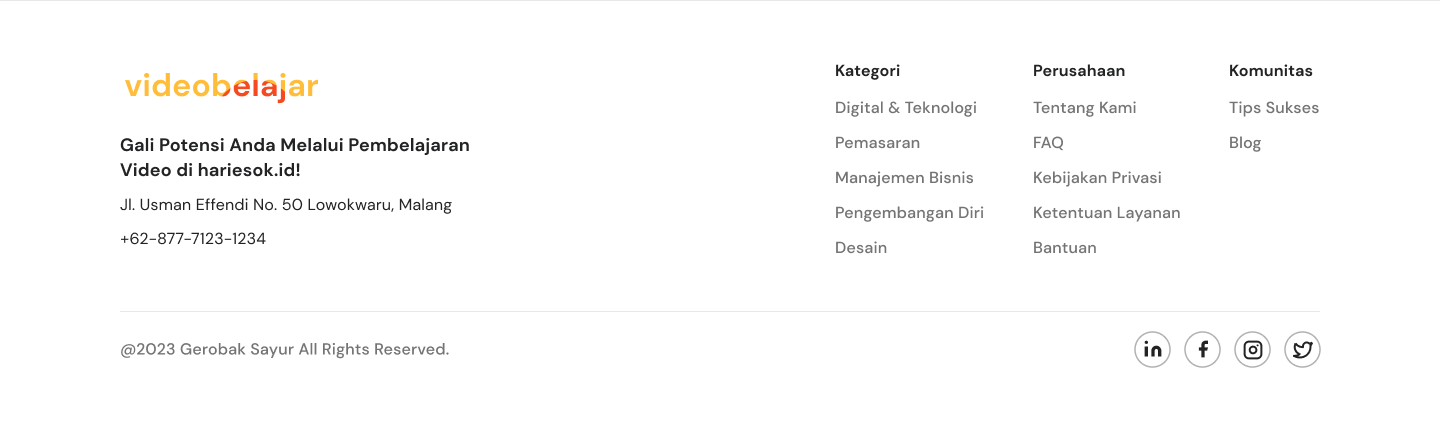 videobelajar
Gali Potensi Anda Melalui Pembelajaran
Video di hariesok.id!
Jl. Usman Effendi No. 50 Lowokwaru, Malang
+62-877-7123-1234
Kategori
Digital & Teknologi
Pemasaran
Manajemen Bisnis
Pengembangan Diri
Desain
Perusahaan
Tentang Kami
FAQ
Kebijakan Privasi
Ketentuan Layanan
Bantuan
Komunitas
Tips Sukses
Blog
@2023 Gerobak Sayur All Rights Reserved.